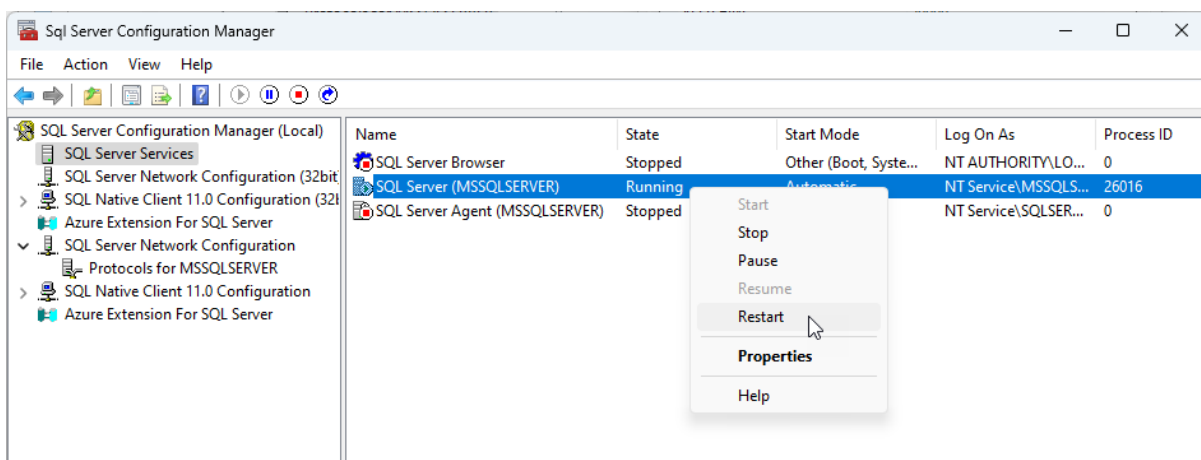 Sql Server Configuration Manager
File Action View Help
SQL Server Configuration Manager (Local)
SQL Server Services
SQL Server Network Configuration (32bit
SQL Native Client 11.0 Configuration (32
Azure Extension For SQL Server
SQL Server Network Configuration
Protocols for MSSQLSERVER
SQL Native Client 11.0 Configuration
Azure Extension For SQL Server
Name State Start Mode Log On As Process ID
SQL Server Browser Stopped Other (Boot, Syste... NT AUTHORITY\LO... 0
SQL Server (MSSQLSERVER) Running Automatic NT Service\MSSQLS... 26016
SQL Server Agent (MSSQLSERVER) Stopped NT Service\SQLSER... 0
Start
Stop
Pause
Resume
Restart
Properties
Help